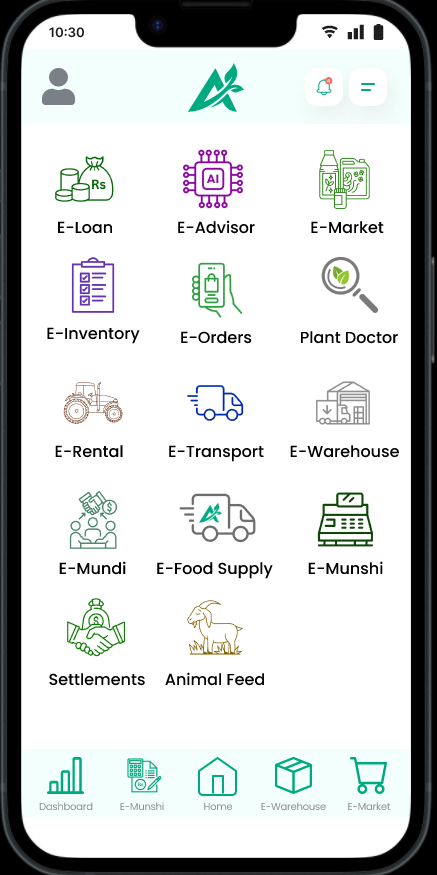 10:30
Rs
AI
E-Loan
E-Advisor
E-Market
E-Inventory
E-Orders
Plant Doctor
E-Rental
E-Transport
E-Warehouse
E-Mundi
E-Food Supply
E-Munshi
Settlements
Animal Feed
Dashboard
E-Munshi
Home
E-Warehouse
E-Market